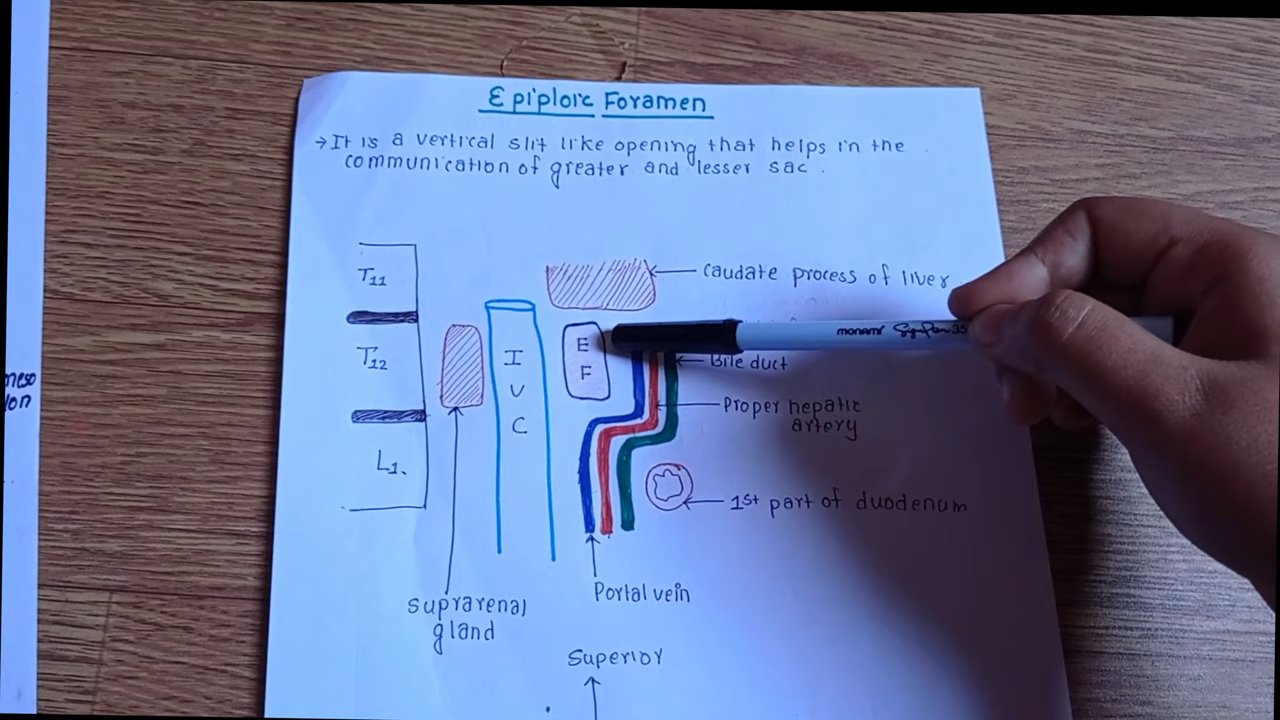 Epiploic Foramen
→ It is a vertical slit like opening that helps in the
communication of greater and lesser sac.
T11
T12
L1.
I
V
C
E
F
Caudate process of liver
monami Signpen 35
Bile duct
Proper hepatic
artery
1st part of duodenum
Portal vein
Suprarenal
gland
Superior